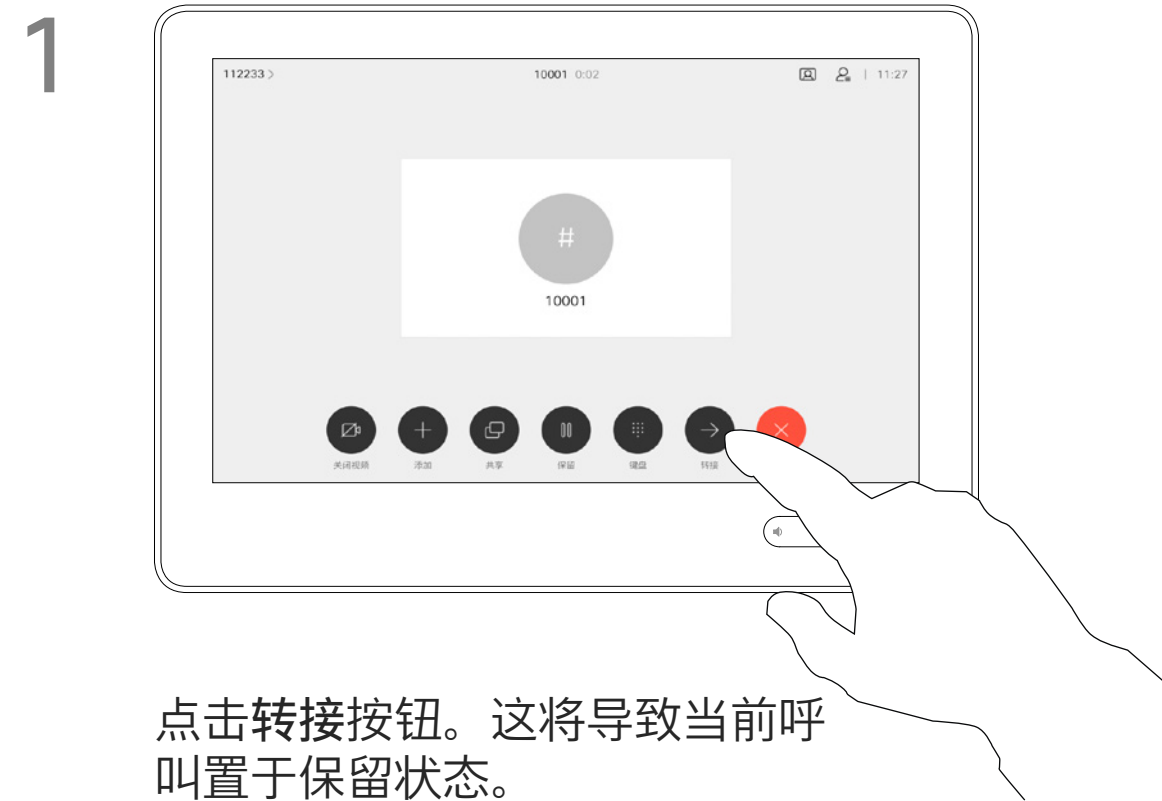 1
112233 >
10001 0:02
11:27
#
10001
关闭视频 添加 共享 保留 键盘 转接
点击转接按钮。这将导致当前呼
叫置于保留状态。